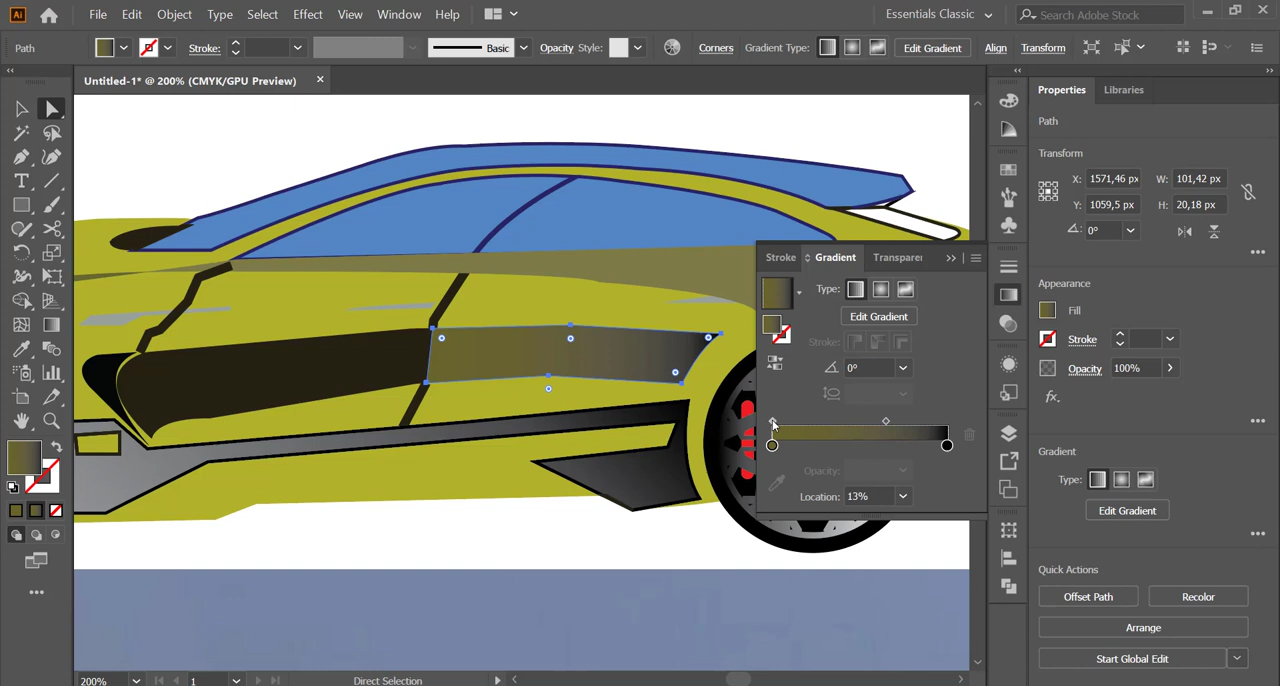 Ai
File Edit Object Type Select Effect View Window Help
Essentials Classic
Search Adobe Stock
Path
Stroke:
Basic
Opacity
Style:
Corners
Gradient Type:
Edit Gradient
Align
Transform
Untitled-1* @ 200% (CMYK/GPU Preview)
Stroke
Gradient
Transparer
Type:
Edit Gradient
Stroke:
0°
Opacity:
Location: 13%
Properties
Libraries
Path
Transform
X: 1571,46 px
W: 101,42 px
Y: 1059,5 px
H: 20,18 px
0°
Appearance
Fill
Stroke
Opacity
100%
fx.
Gradient
Type:
Edit Gradient
Quick Actions
Offset Path
Recolor
Arrange
Start Global Edit
200%
1
Direct Selection